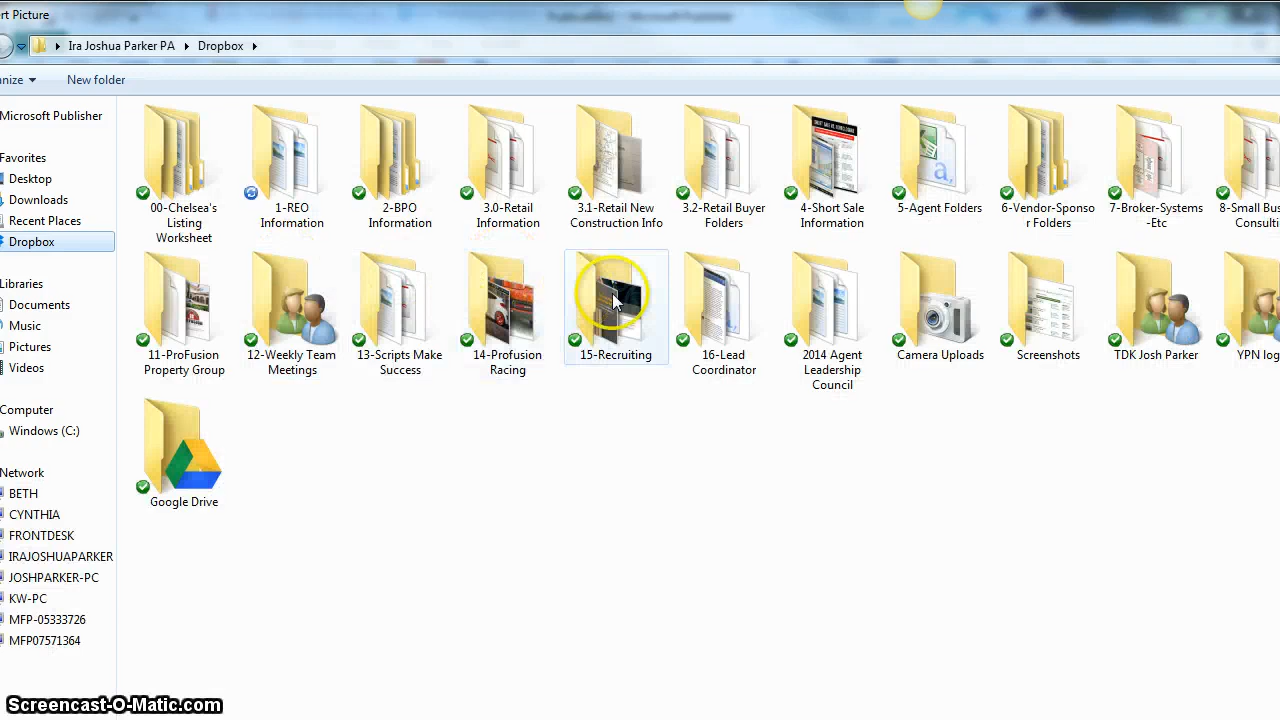 rt Picture
Ira Joshua Parker PA Dropbox
nize New folder
Microsoft Publisher
Favorites
Desktop
Downloads
Recent Places
Dropbox
Libraries
Documents
Music
Pictures
Videos
Computer
Windows (C:)
Network
BETH
CYNTHIA
FRONTDESK
IRAJOSHUAPARKER
JOSHPARKER-PC
KW-PC
MFP-05333726
MFP07571364
00-Chelsea's
Listing
Worksheet
1-REO
Information
2-BPO
Information
3.0-Retail
Information
3.1-Retail New
Construction Info
3.2-Retail Buyer
Folders
4-Short Sale
Information
5-Agent Folders
6-Vendor-Sponso
r Folders
7-Broker-Systems
-Etc
8-Small Bus
Consulti
11-ProFusion
Property Group
12-Weekly Team
Meetings
13-Scripts Make
Success
14-Profusion
Racing
15-Recruiting
16-Lead
Coordinator
2014 Agent
Leadership
Council
Camera Uploads
Screenshots
TDK Josh Parker
YPN log
Google Drive
Screencast-O-Matic.com